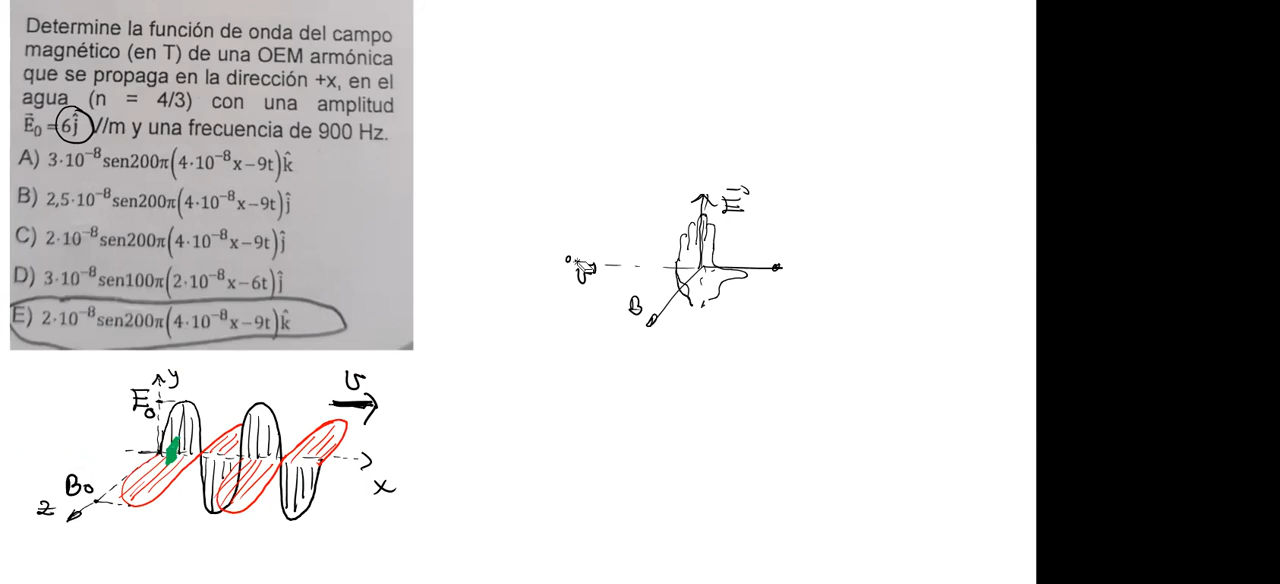 Determine la función de onda del campo
magnético (en T) de una OEM armónica
que se propaga en la dirección +x, en el
agua (n = 4/3) con una amplitud
E⃗₀ = 6ĵ V/m y una frecuencia de 900 Hz.
A) 3·10⁻⁸sen200π(4·10⁻⁸x−9t)k̂
B) 2,5·10⁻⁸sen200π(4·10⁻⁸x−9t)ĵ
C) 2·10⁻⁸sen200π(4·10⁻⁸x−9t)ĵ
D) 3·10⁻⁸sen100π(2·10⁻⁸x−6t)ĵ
E) 2·10⁻⁸sen200π(4·10⁻⁸x−9t)k̂
E⃗
B
y
E₀
v
x
B₀
z